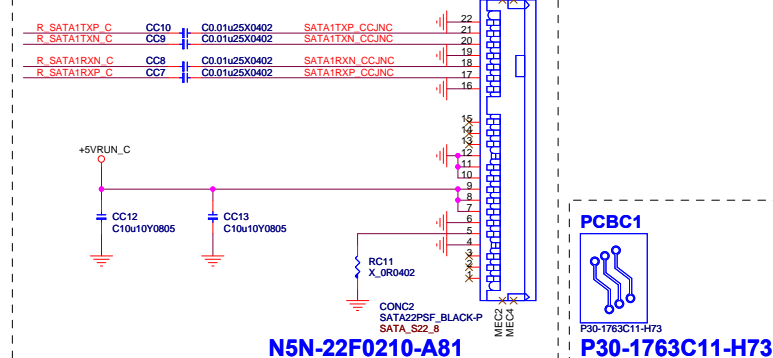 R_SATA1TXP_C CC10 C0.01u25X0402 SATA1TXP_CCJNC
R_SATA1TXN_C CC9 C0.01u25X0402 SATA1TXN_CCJNC
R_SATA1RXN_C CC8 C0.01u25X0402 SATA1RXN_CCJNC
R_SATA1RXP_C CC7 C0.01u25X0402 SATA1RXP_CCJNC
22
21
20
19
18
17
16
15
14
13
12
11
10
9
8
7
6
5
4
3
2
1
+5VRUN_C
CC12
C10u10Y0805
CC13
C10u10Y0805
RC11
X_0R0402
CONC2
SATA22PSF_BLACK-P
SATA_S22_8
MEC2
MEC4
N5N-22F0210-A81
PCBC1
P30-1763C11-H73
P30-1763C11-H73